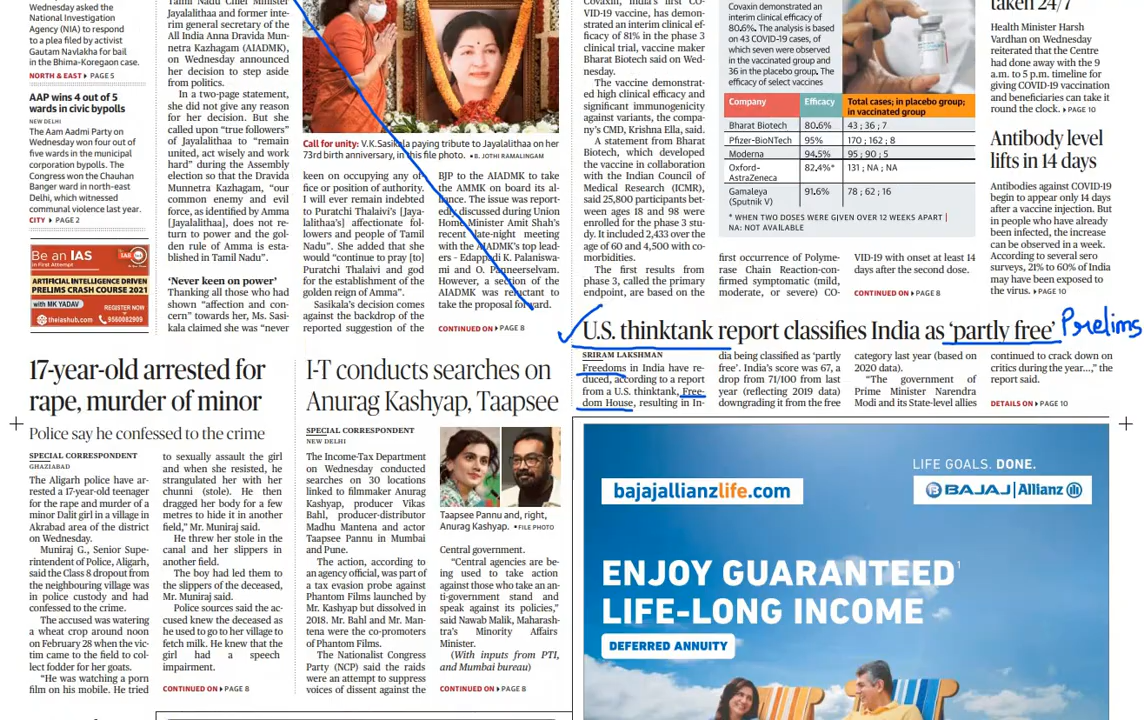 Wednesday asked the
National Investigation
Agency (NIA) to respond
to a plea filed by activist
Gautam Navlakha for bail
in the Bhima-Koregaon case.
NORTH & EAST PAGE 5
AAP wins 4 out of 5
wards in civic bypolls
NEW DELHI
The Aam Aadmi Party on
Wednesday won four out of
five wards in the municipal
corporation bypolls. The
Congress won the Chauhan
Banger ward in north-east
Delhi, which witnessed
communal violence last year.
CITY PAGE 2
Be an IAS
in First Attempt
ARTIFICIAL INTELLIGENCE DRIVEN
PRELIMS CRASH COURSE 2021
with MK YADAV
REGISTER NOW
theiashub.com
9560082909
Tamil Nadu Chief Minister
Jayalalithaa and former inte-
rim general secretary of the
All India Anna Dravida Mun-
netra Kazhagam (AIADMK),
on Wednesday announced
her decision to step aside
from politics.
In a two-page statement,
she did not give any reason
for her decision. But she
called upon "true followers"
of Jayalalithaa to "remain
united, act wisely and work
hard" during the Assembly
election so that the Dravida
Munnetra Kazhagam, "our
common enemy and evil
force, as identified by Amma
[Jayalalithaa], does not re-
turn to power and the gol-
den rule of Amma is esta-
blished in Tamil Nadu".
'Never keen on power'
Thanking all those who had
shown "affection and con-
cern" towards her, Ms. Sasi-
kala claimed she was "never
Call for unity: V.K.Sasikala paying tribute to Jayalalithaa on her
73rd birth anniversary, in this file photo. B. JOTHI RAMALINGAM
keen on occupying any of-
fice or position of authority.
I will ever remain indebted
to Puratchi Thalaivi's [Jaya-
lalithaa's] affectionate fol-
lowers and people of Tamil
Nadu". She added that she
would "continue to pray [to]
Puratchi Thalaivi and god
for the establishment of the
golden reign of Amma".
Sasikala's decision comes
against the backdrop of the
reported suggestion of the
BJP to the AIADMK to take
the AMMK on board its al-
liance. The issue was report-
edly discussed during Union
Home Minister Amit Shah's
recent late-night meeting
with the AIADMK's top lead-
ers - Edappadi K. Palaniswa-
mi and O. Panneerselvam.
However, a section of the
AIADMK was reluctant to
take the proposal forward.
CONTINUED ON PAGE 8
Covaxin, India's first CO-
VID-19 vaccine, has demon-
strated an interim clinical ef-
ficacy of 81% in the phase 3
clinical trial, vaccine maker
Bharat Biotech said on Wed-
nesday.
The vaccine demonstrat-
ed high clinical efficacy and
significant immunogenicity
against variants, the compa-
ny's CMD, Krishna Ella, said.
A statement from Bharat
Biotech, which developed
the vaccine in collaboration
with the Indian Council of
Medical Research (ICMR),
said 25,800 participants bet-
ween ages 18 and 98 were
enrolled for the phase 3 stu-
dy. It included 2,433 over the
age of 60 and 4,500 with co-
morbidities.
The first results from
phase 3, called the primary
endpoint, are based on the
Covaxin demonstrated an
interim clinical efficacy of
80.6%. The analysis is based
on 43 COVID-19 cases, of
which seven were observed
in the vaccinated group and
36 in the placebo group. The
efficacy of select vaccines
Company Efficacy Total cases; in placebo group;
in vaccinated group
Bharat Biotech 80.6% 43 ; 36 ; 7
Pfizer-BioNTech 95% 170 ; 162 ; 8
Moderna 94.5% 95 ; 90 ; 5
Oxford-
AstraZeneca 82.4%* 131 ; NA ; NA
Gamaleya
(Sputnik V) 91.6% 78 ; 62 ; 16
* WHEN TWO DOSES WERE GIVEN OVER 12 WEEKS APART |
NA: NOT AVAILABLE
first occurrence of Polyme-
rase Chain Reaction-con-
firmed symptomatic (mild,
moderate, or severe) CO-
VID-19 with onset at least 14
days after the second dose.
CONTINUED ON PAGE 8
taken 24/7
Health Minister Harsh
Vardhan on Wednesday
reiterated that the Centre
had done away with the 9
a.m. to 5 p.m. timeline for
giving COVID-19 vaccination
and beneficiaries can take it
round the clock. PAGE 10
Antibody level
lifts in 14 days
Antibodies against COVID-19
begin to appear only 14 days
after a vaccine injection. But
in people who have already
been infected, the increase
can be observed in a week.
According to several sero
surveys, 21% to 60% of India
may have been exposed to
the virus. PAGE 10
U.S. thinktank report classifies India as 'partly free' Prelims
SRIRAM LAKSHMAN
Freedoms in India have re-
duced, according to a report
from a U.S. thinktank, Free-
dom House, resulting in In-
dia being classified as 'partly
free'. India's score was 67, a
drop from 71/100 from last
year (reflecting 2019 data)
downgrading it from the free
category last year (based on
2020 data).
"The government of
Prime Minister Narendra
Modi and its State-level allies
continued to crack down on
critics during the year...," the
report said.
DETAILS ON PAGE 10
17-year-old arrested for
rape, murder of minor
Police say he confessed to the crime
SPECIAL CORRESPONDENT
GHAZIABAD
The Aligarh police have ar-
rested a 17-year-old teenager
for the rape and murder of a
minor Dalit girl in a village in
Akrabad area of the district
on Wednesday.
Muniraj G., Senior Supe-
rintendent of Police, Aligarh,
said the Class 8 dropout from
the neighbouring village was
in police custody and had
confessed to the crime.
The accused was watering
a wheat crop around noon
on February 28 when the vic-
tim came to the field to col-
lect fodder for her goats.
"He was watching a porn
film on his mobile. He tried
to sexually assault the girl
and when she resisted, he
strangulated her with her
chunni (stole). He then
dragged her body for a few
metres to hide it in another
field," Mr. Muniraj said.
He threw her stole in the
canal and her slippers in
another field.
The boy had led them to
the slippers of the deceased,
Mr. Muniraj said.
Police sources said the ac-
cused knew the deceased as
he used to go to her village to
fetch milk. He knew that the
girl had a speech
impairment.
CONTINUED ON PAGE 8
I-T conducts searches on
Anurag Kashyap, Taapsee
SPECIAL CORRESPONDENT
NEW DELHI
The Income-Tax Department
on Wednesday conducted
searches on 30 locations
linked to filmmaker Anurag
Kashyap, producer Vikas
Bahl, producer-distributor
Madhu Mantena and actor
Taapsee Pannu in Mumbai
and Pune.
The action, according to
an agency official, was part of
a tax evasion probe against
Phantom Films launched by
Mr. Kashyap but dissolved in
2018. Mr. Bahl and Mr. Man-
tena were the co-promoters
of Phantom Films.
The Nationalist Congress
Party (NCP) said the raids
were an attempt to suppress
voices of dissent against the
Taapsee Pannu and, right,
Anurag Kashyap. FILE PHOTO
Central government.
"Central agencies are be-
ing used to take action
against those who take an an-
ti-government stand and
speak against its policies,"
said Nawab Malik, Maharash-
tra's Minority Affairs
Minister.
(With inputs from PTI,
and Mumbai bureau)
CONTINUED ON PAGE 8
LIFE GOALS. DONE.
bajajallianzlife.com
BAJAJ | Allianz
ENJOY GUARANTEED¹
LIFE-LONG INCOME
DEFERRED ANNUITY